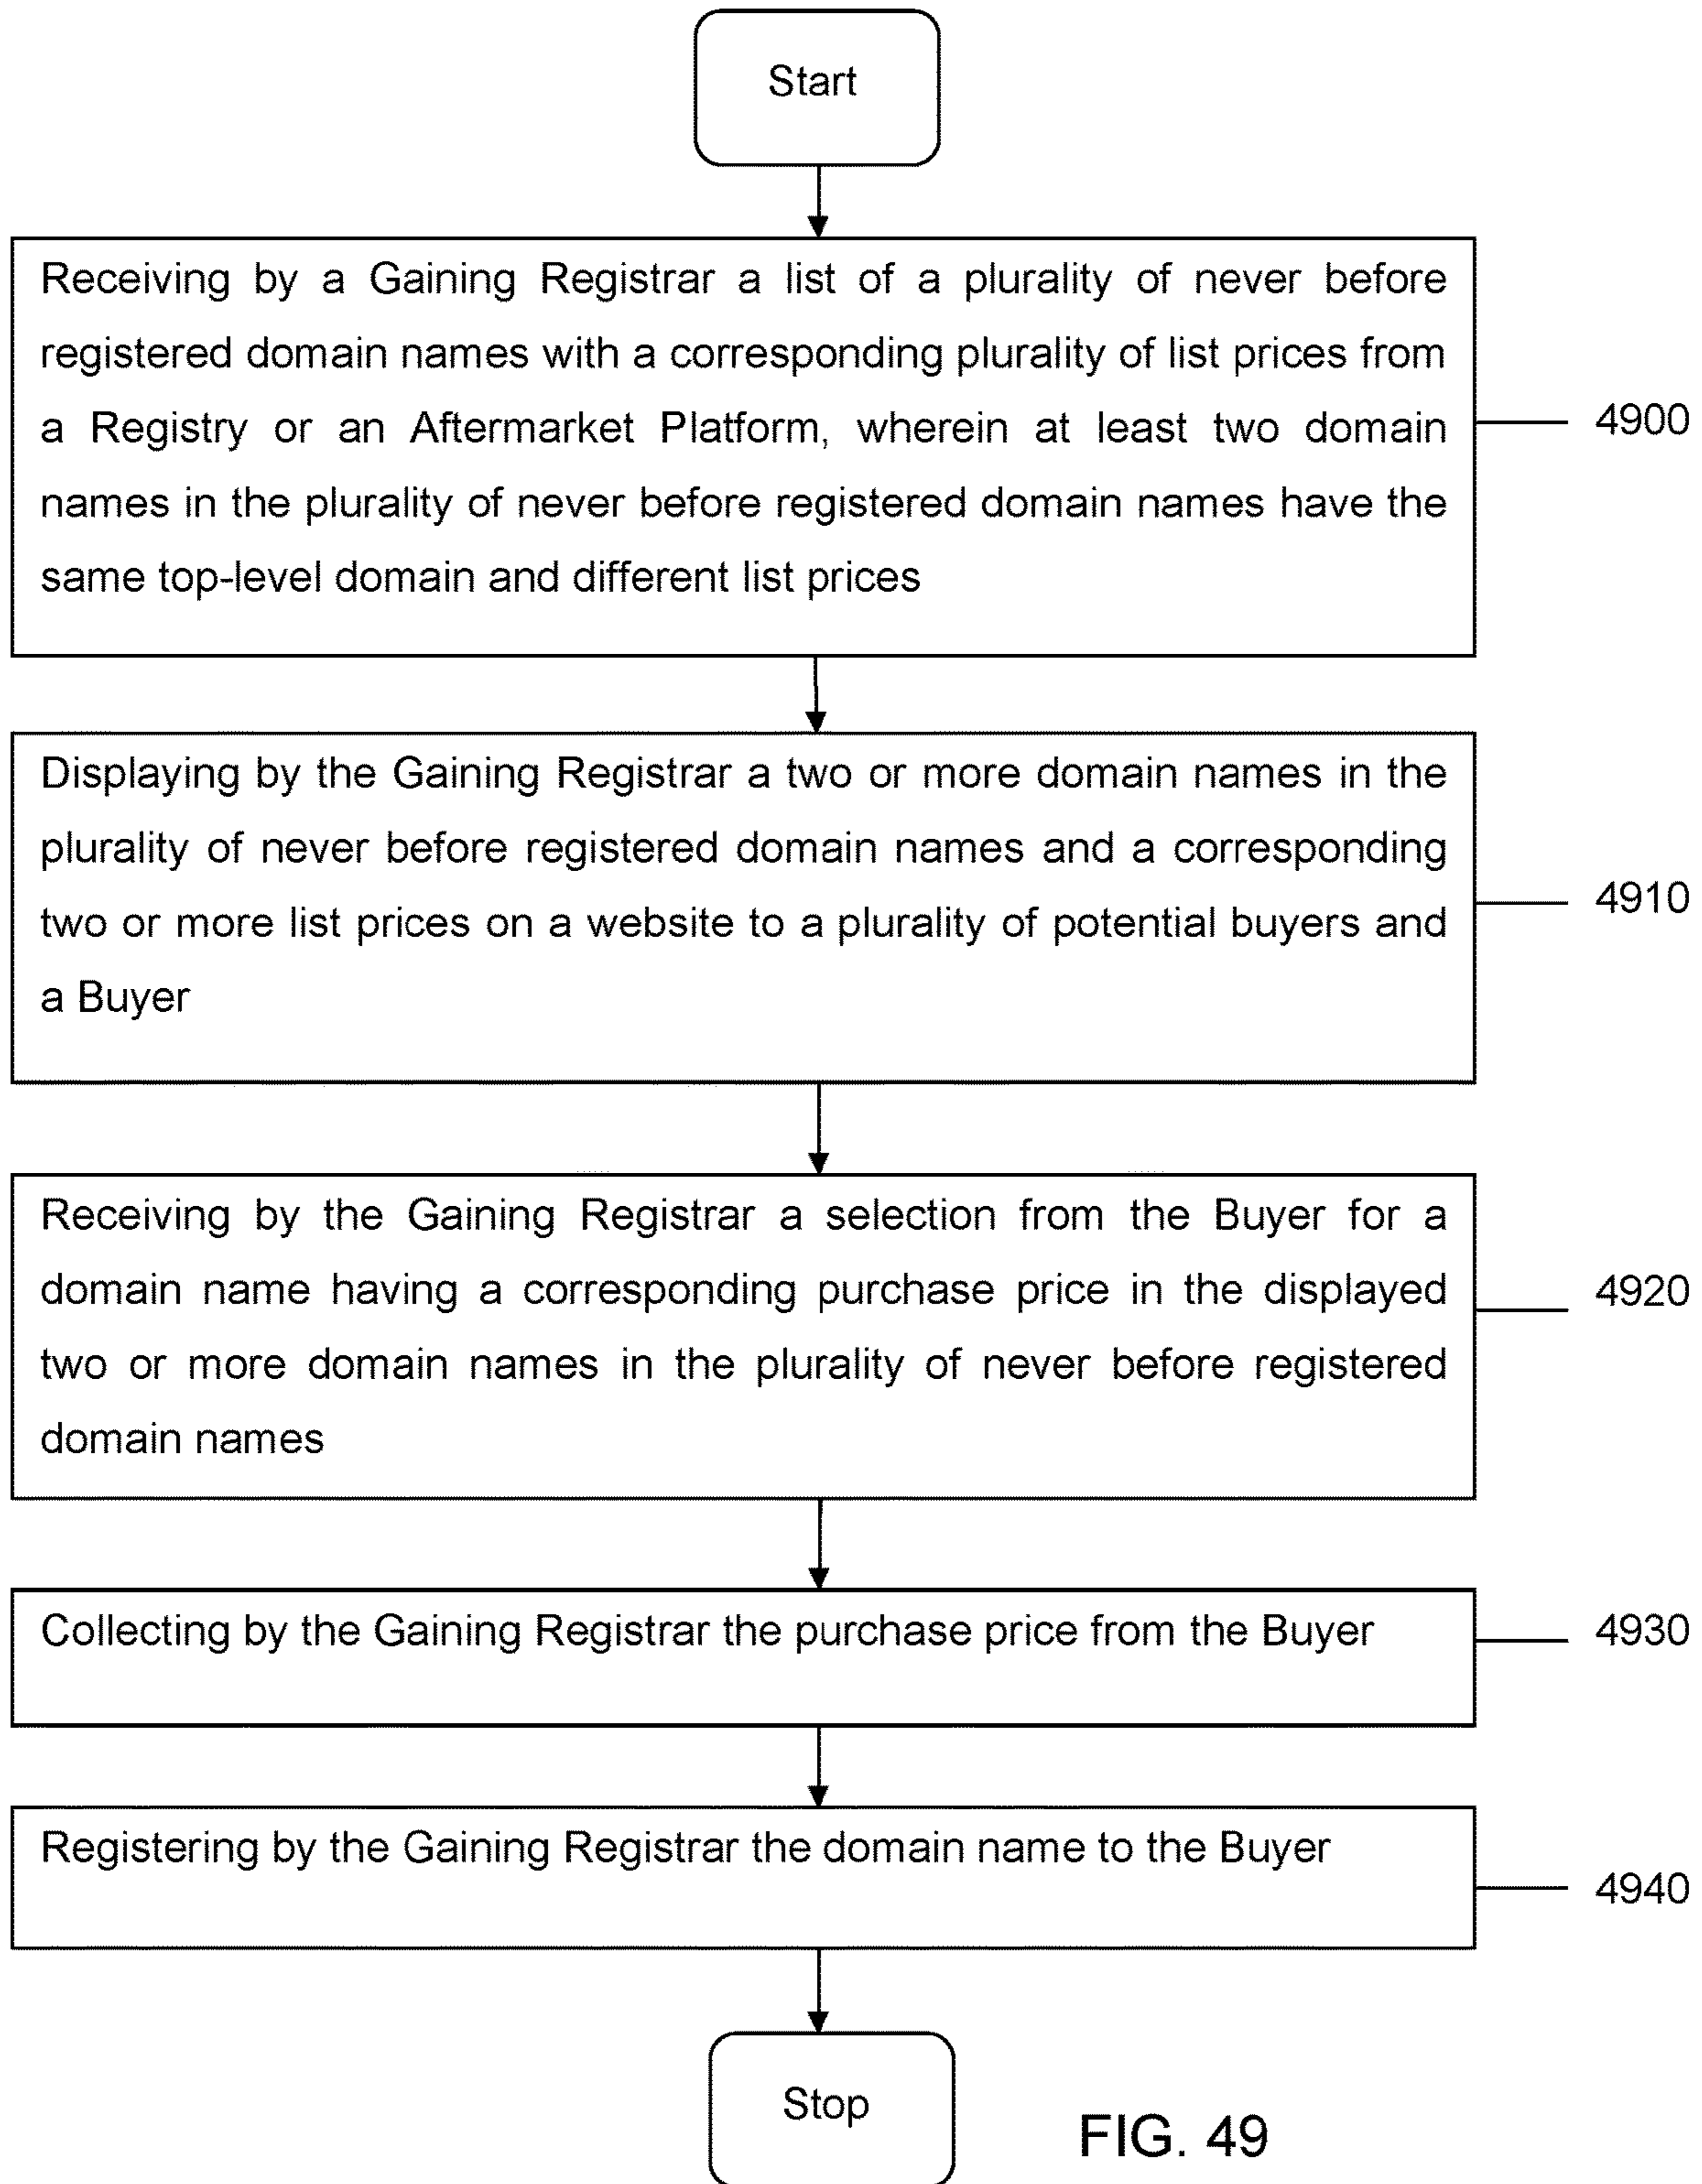 Start
Receiving by a Gaining Registrar a list of a plurality of never before
registered domain names with a corresponding plurality of list prices from
a Registry or an Aftermarket Platform, wherein at least two domain
names in the plurality of never before registered domain names have the
same top-level domain and different list prices
4900
Displaying by the Gaining Registrar a two or more domain names in the
plurality of never before registered domain names and a corresponding
two or more list prices on a website to a plurality of potential buyers and
a Buyer
4910
Receiving by the Gaining Registrar a selection from the Buyer for a
domain name having a corresponding purchase price in the displayed
two or more domain names in the plurality of never before registered
domain names
4920
Collecting by the Gaining Registrar the purchase price from the Buyer
4930
Registering by the Gaining Registrar the domain name to the Buyer
4940
Stop
FIG. 49